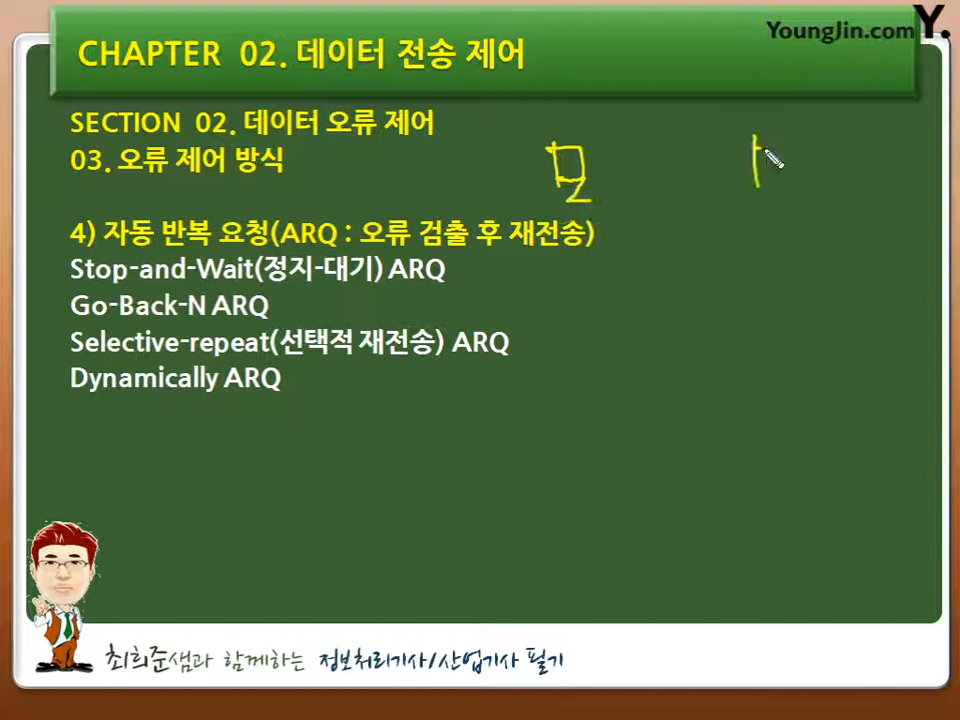 YoungJin.com Y.
CHAPTER 02. 데이터 전송 제어
SECTION 02. 데이터 오류 제어
03. 오류 제어 방식
4) 자동 반복 요청(ARQ : 오류 검출 후 재전송)
Stop-and-Wait(정지-대기) ARQ
Go-Back-N ARQ
Selective-repeat(선택적 재전송) ARQ
Dynamically ARQ
최희준샘과 함께하는 정보처리기사/산업기사 필기